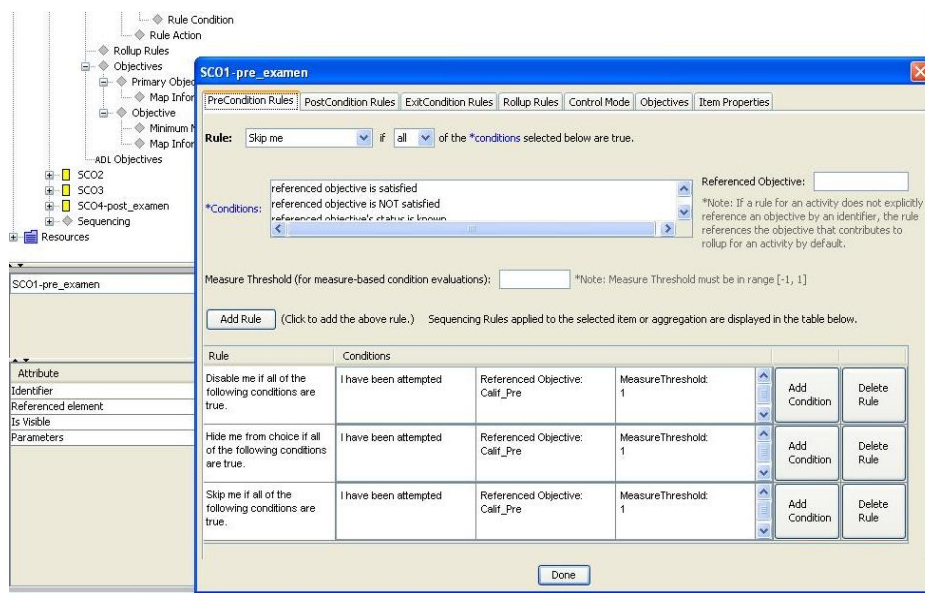 Rule Condition
Rule Action
Rollup Rules
Objectives
Primary Objec
Map Infor
Objective
Minimum N
Map Infor
ADL Objectives
SCO2
SCO3
SCO4-post_examen
Sequencing
Resources
SCO1-pre_examen
Attribute
Identifier
Referenced element
Is Visible
Parameters
SCO1-pre_examen
PreCondition Rules PostCondition Rules ExitCondition Rules Rollup Rules Control Mode Objectives Item Properties
Rule: Skip me if all of the *conditions selected below are true.
*Conditions:
referenced objective is satisfied
referenced objective is NOT satisfied
referenced objective's status is known
Referenced Objective:
*Note: If a rule for an activity does not explicitly
reference an objective by an identifier, the rule
references the objective that contributes to
rollup for an activity by default.
Measure Threshold (for measure-based condition evaluations): *Note: Measure Threshold must be in range [-1, 1]
Add Rule (Click to add the above rule.) Sequencing Rules applied to the selected item or aggregation are displayed in the table below.
Rule Conditions
Disable me if all of the
following conditions are
true.
I have been attempted
Referenced Objective:
Calif_Pre
MeasureThreshold:
1
Add
Condition
Delete
Rule
Hide me from choice if all
of the following conditions
are true.
I have been attempted
Referenced Objective:
Calif_Pre
MeasureThreshold:
1
Add
Condition
Delete
Rule
Skip me if all of the
following conditions are
true.
I have been attempted
Referenced Objective:
Calif_Pre
MeasureThreshold:
1
Add
Condition
Delete
Rule
Done